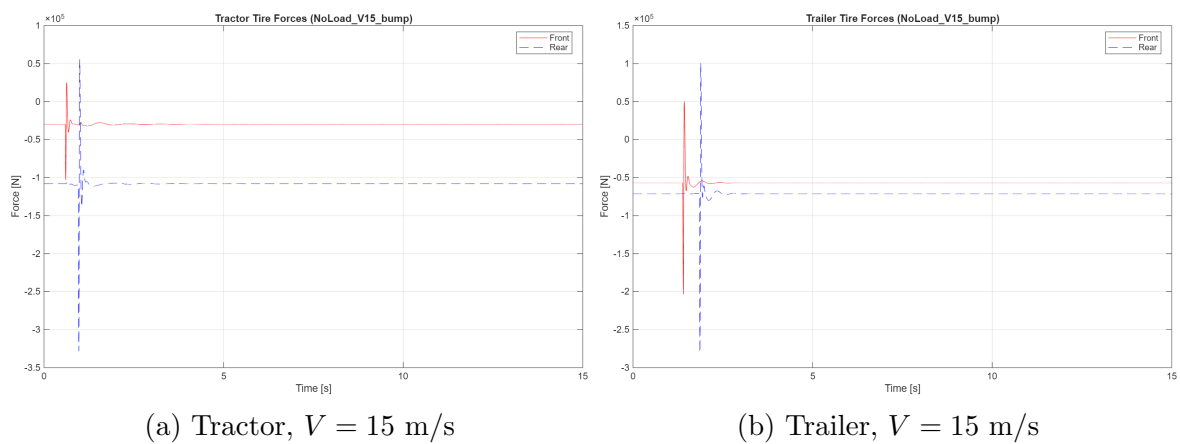 Tractor Tire Forces (NoLoad_V15_bump)
×10⁵
Front
Rear
1
0.5
0
-0.5
-1
-1.5
-2
-2.5
-3
-3.5
Force [N]
0 5 10 15
Time [s]
(a) Tractor, V = 15 m/s
Trailer Tire Forces (NoLoad_V15_bump)
×10⁵
Front
Rear
1.5
1
0.5
0
-0.5
-1
-1.5
-2
-2.5
-3
Force [N]
0 5 10 15
Time [s]
(b) Trailer, V = 15 m/s